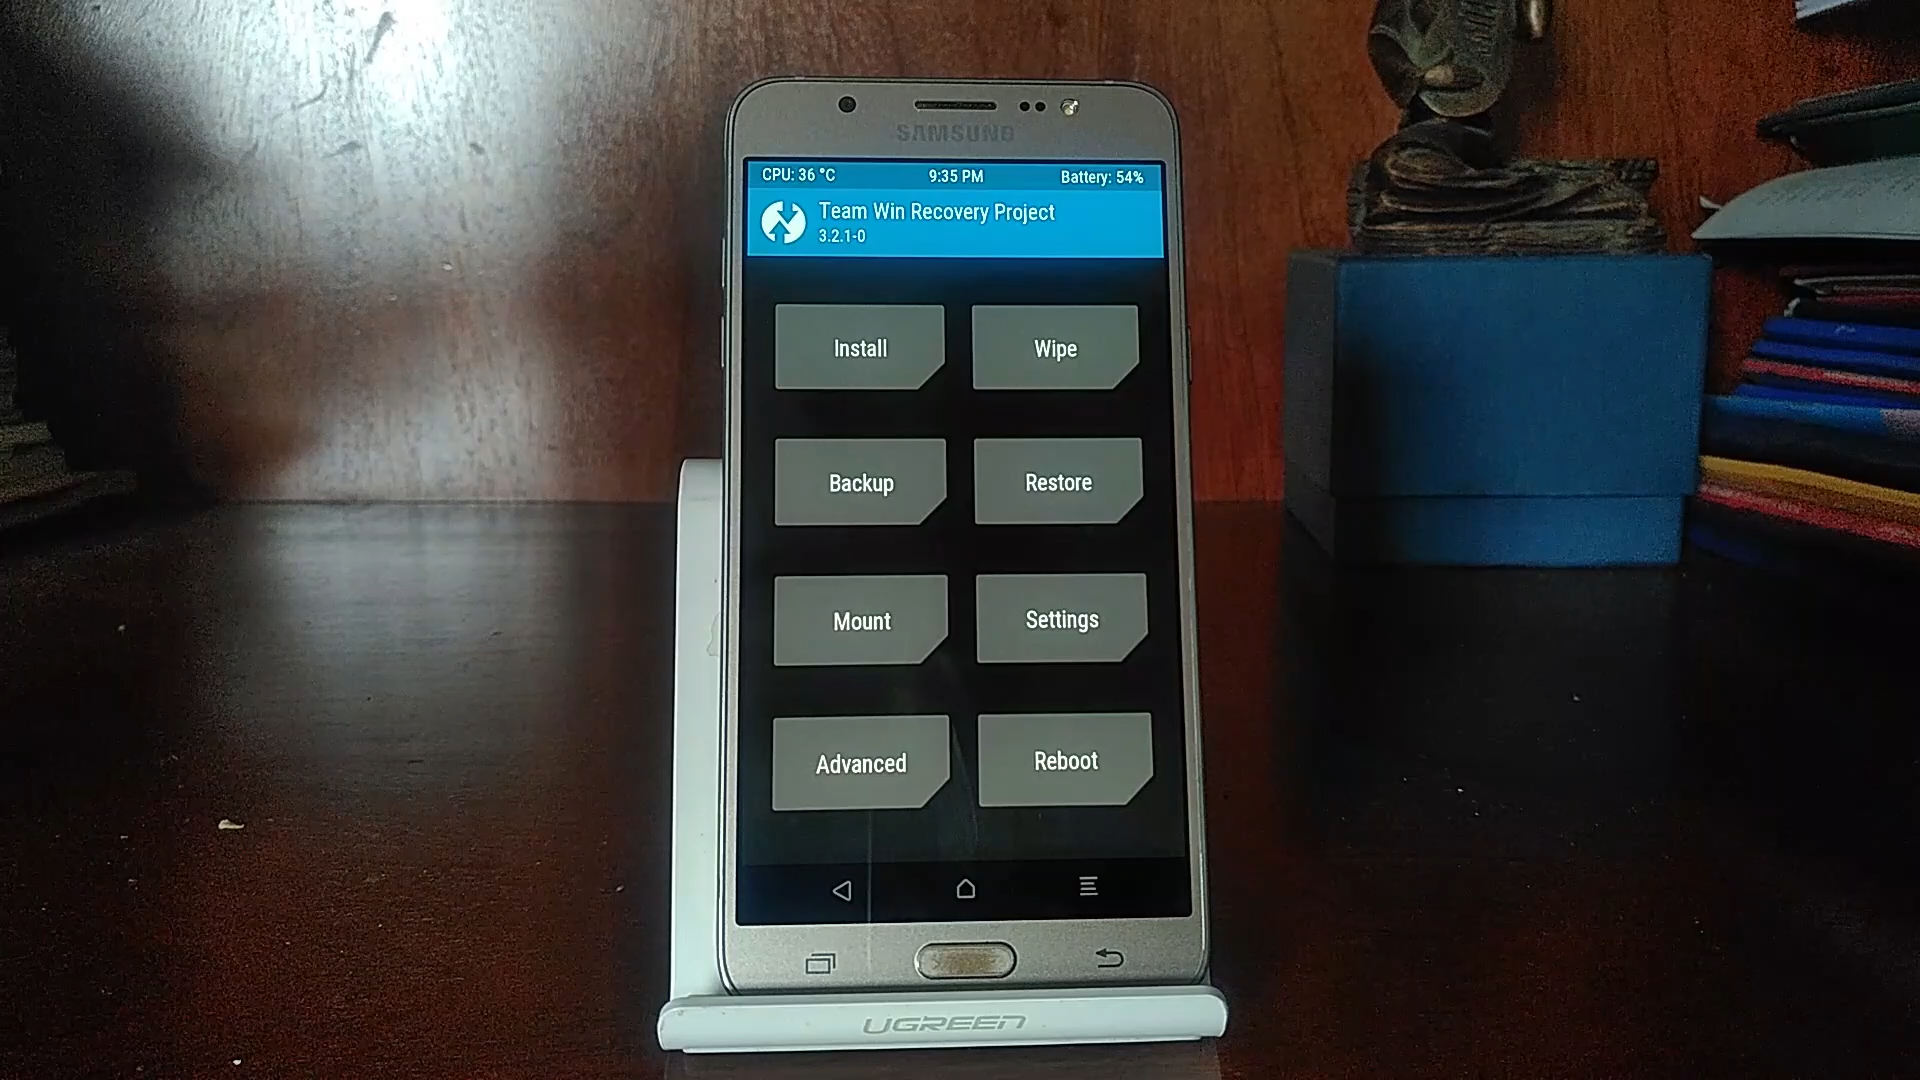 SAMSUNG
CPU: 36 °C 9:35 PM Battery: 54%
Team Win Recovery Project
3.2.1-0
Install Wipe
Backup Restore
Mount Settings
Advanced Reboot
UGREEN